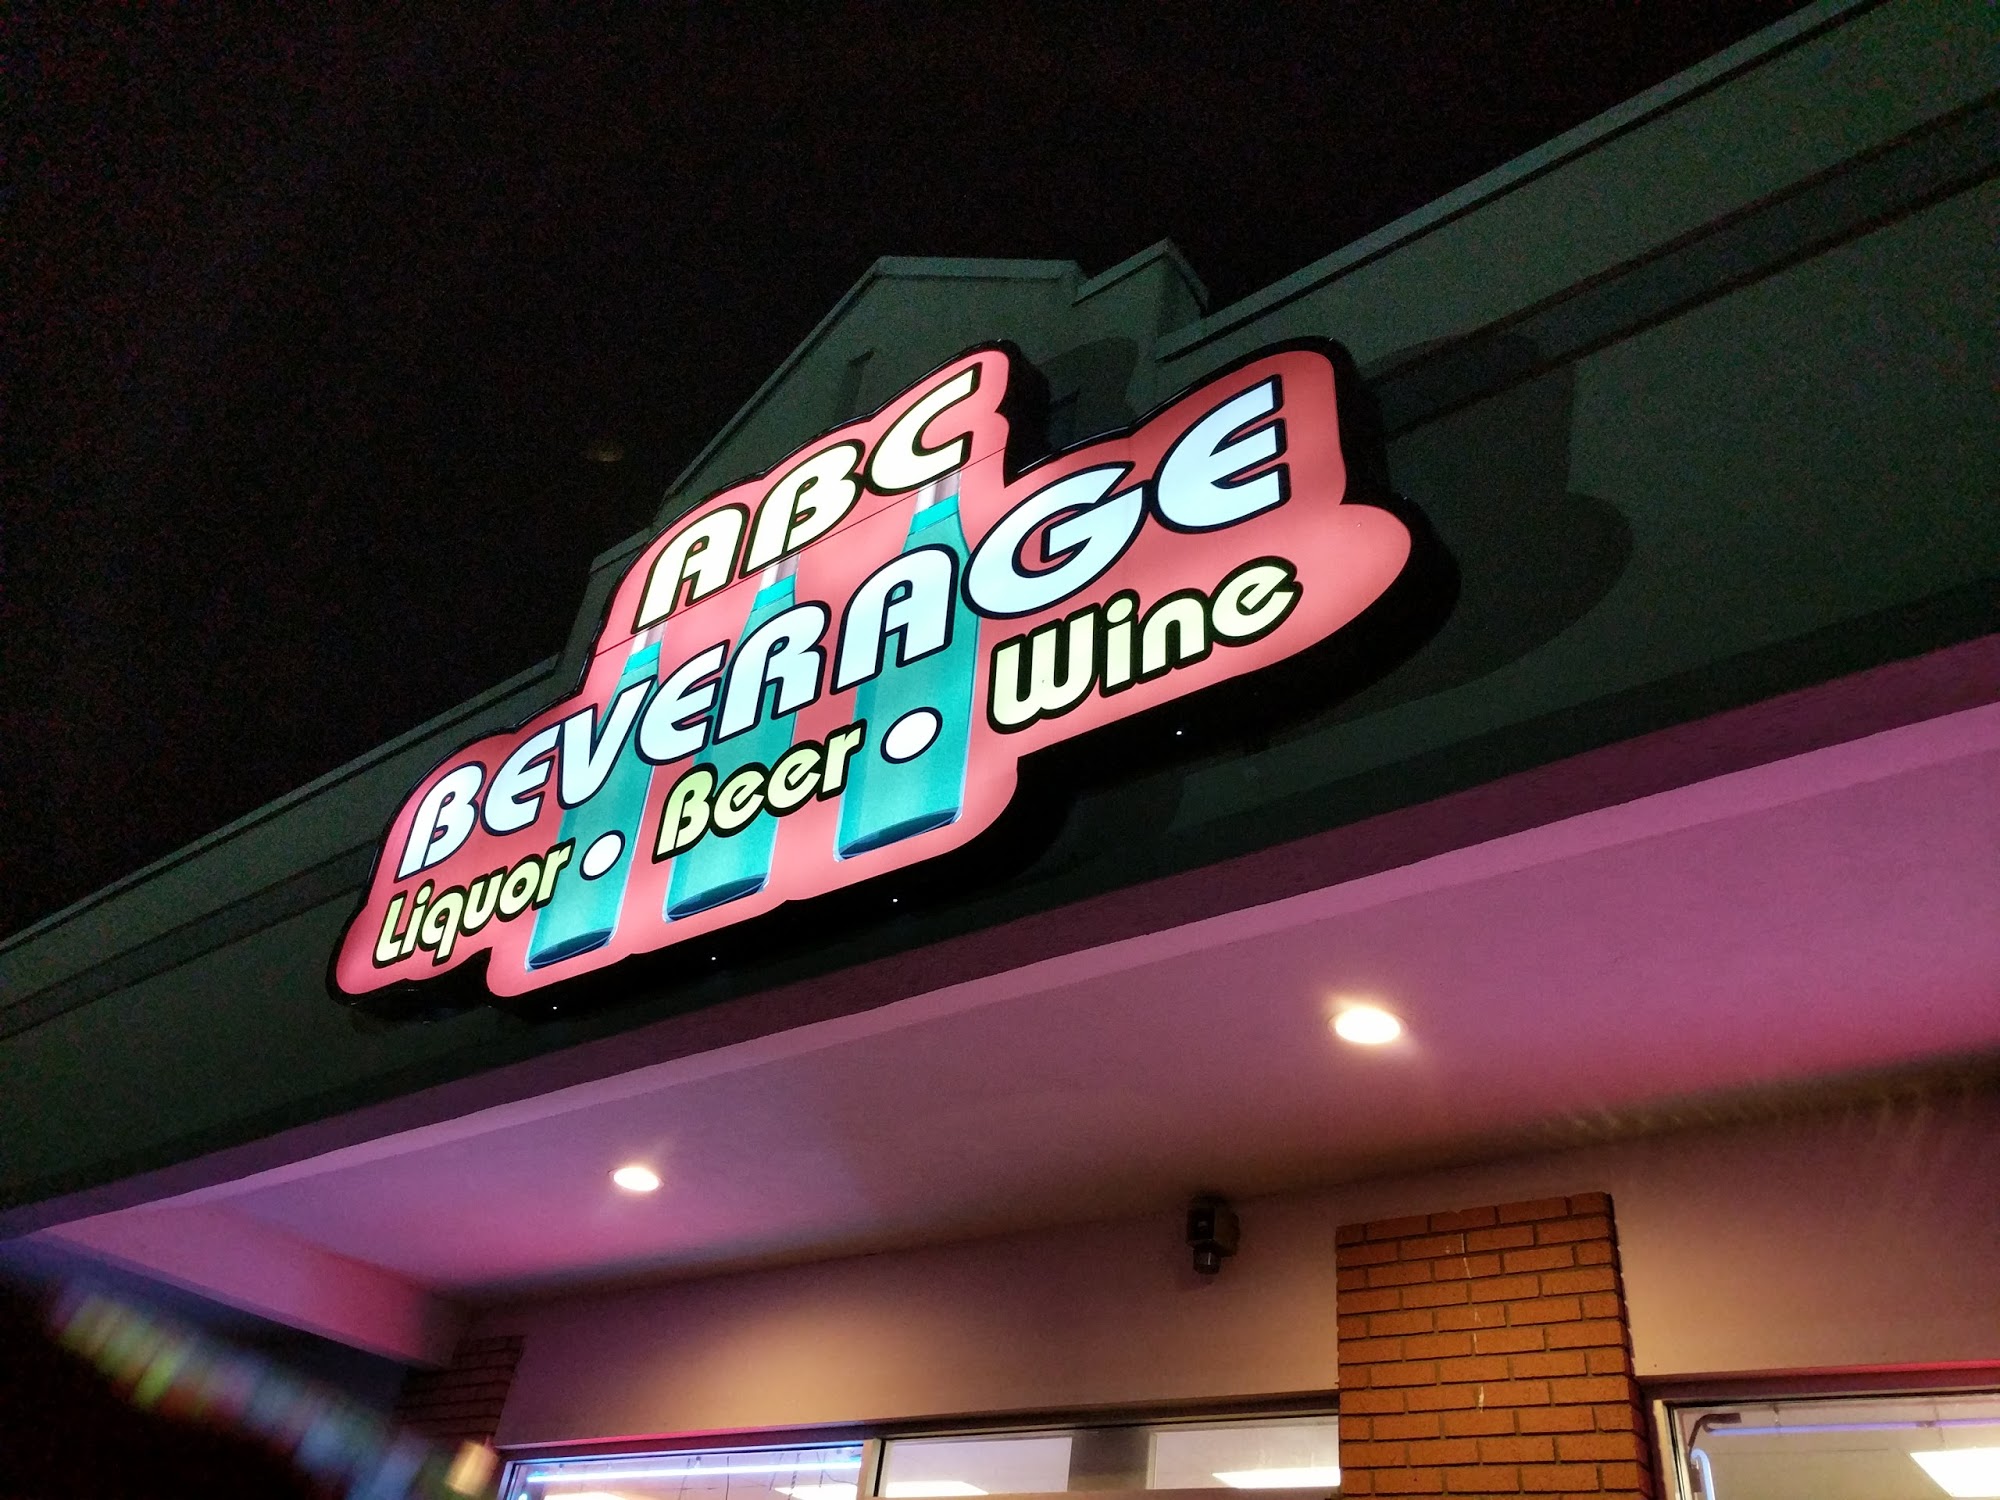 ABC
BEVERAGE
Liquor • Beer • Wine